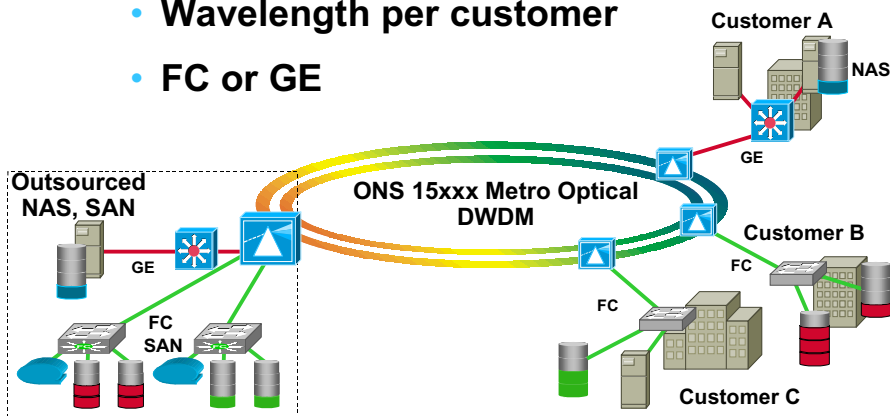 • Wavelength per customer
• FC or GE
Customer A
NAS
GE
Outsourced
NAS, SAN
ONS 15xxx Metro Optical
DWDM
GE
Customer B
FC
FC
FC
SAN
Customer C